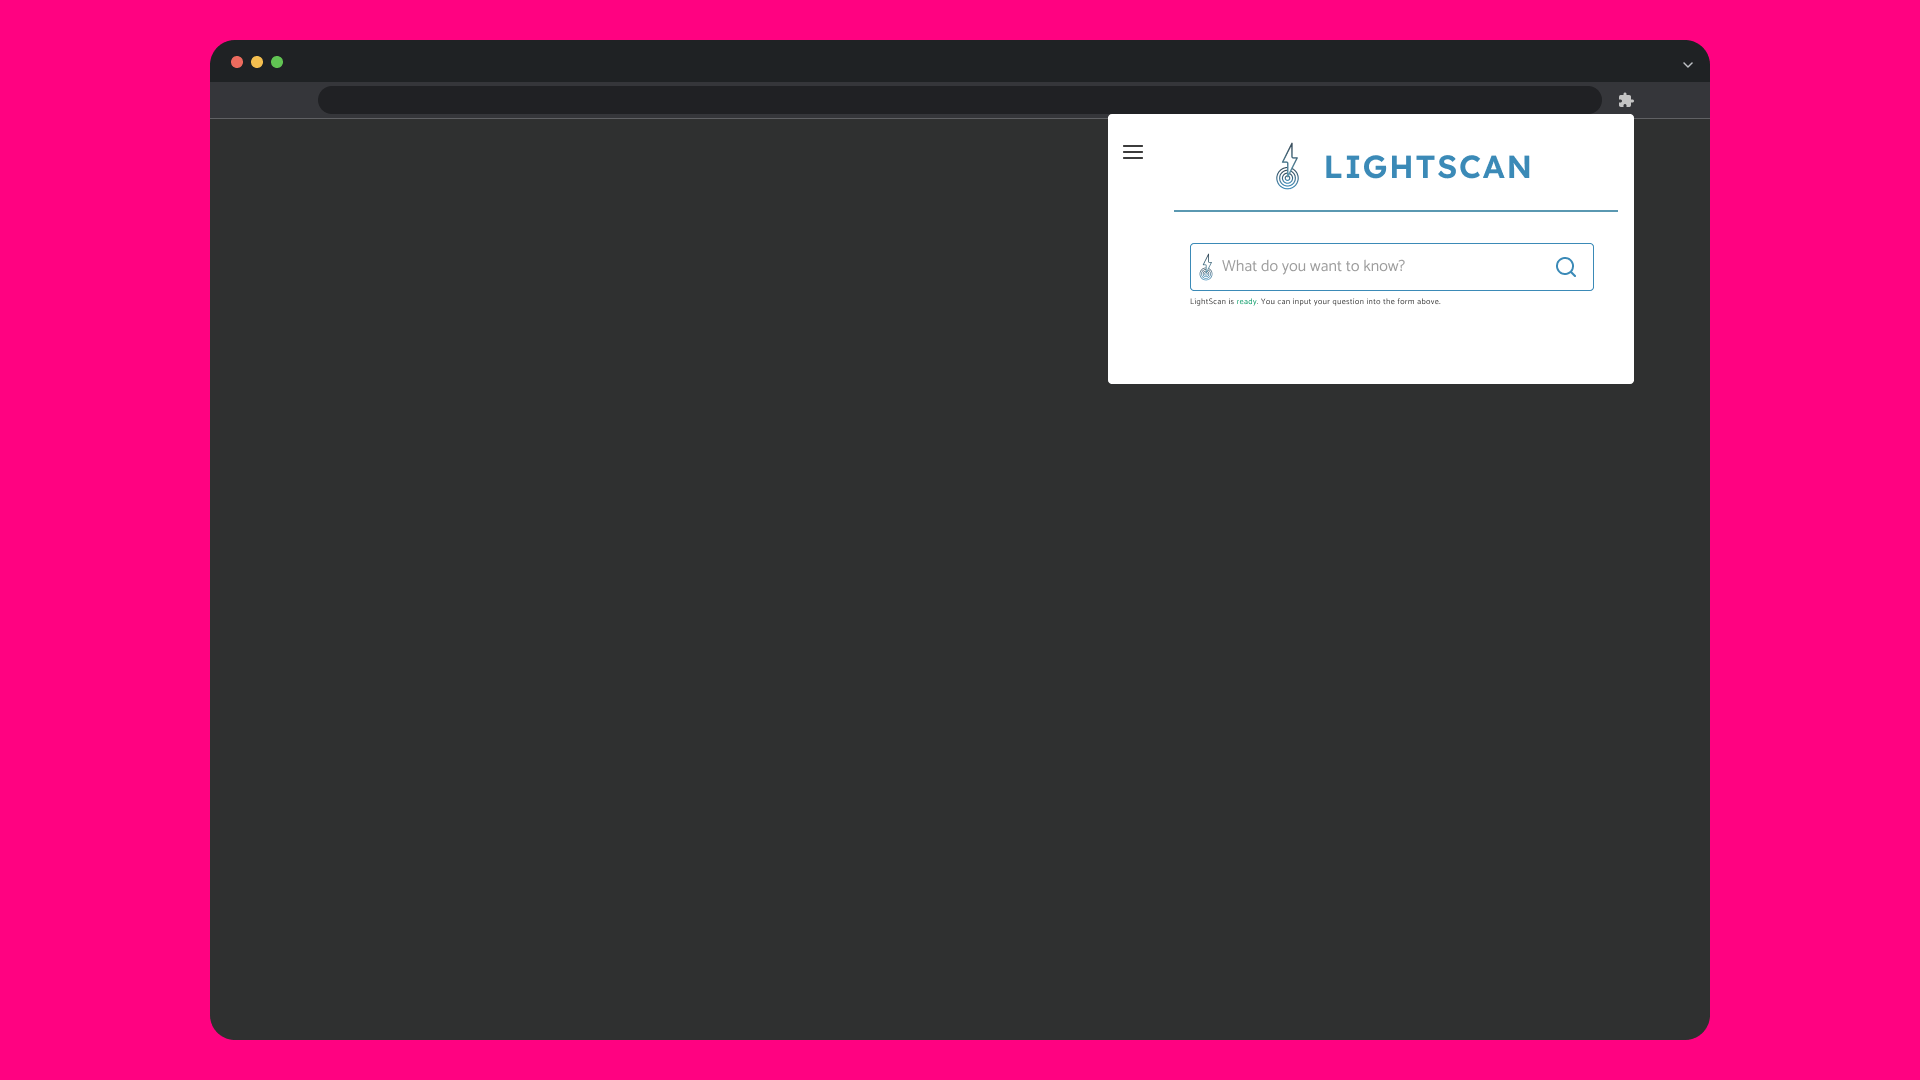 LIGHTSCAN
What do you want to know?
LightScan is ready. You can input your question into the form above.